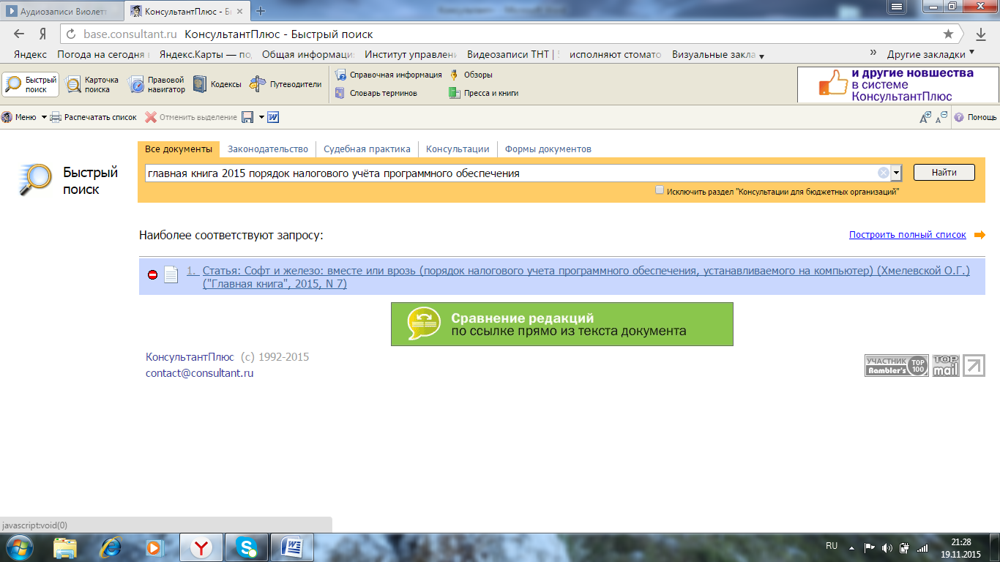 Аудиозаписи Виолетт
КонсультантПлюс - Бы
base.consultant.ru КонсультантПлюс - Быстрый поиск
Яндекс Погода на сегодня Яндекс.Карты — по Общая информаци Институт управлени Видеозаписи ТНТ | исполняют стомато Визуальные закла » Другие закладки
Быстрый
поиск
Карточка
поиска
Правовой
навигатор
Кодексы
Путеводители
Справочная информация
Обзоры
Словарь терминов
Пресса и книги
и другие новшества
в системе
КонсультантПлюс
Меню Распечатать список Отменить выделение Помощь
Все документы Законодательство Судебная практика Консультации Формы документов
Быстрый
поиск
главная книга 2015 порядок налогового учёта программного обеспечения
Найти
Исключить раздел "Консультации для бюджетных организаций"
Наиболее соответствуют запросу:
Построить полный список
1. Статья: Софт и железо: вместе или врозь (порядок налогового учета программного обеспечения, устанавливаемого на компьютер) (Хмелевской О.Г.)
("Главная книга", 2015, N 7)
Сравнение редакций
по ссылке прямо из текста документа
КонсультантПлюс (с) 1992-2015
contact@consultant.ru
УЧАСТНИК
Rambler's
TOP
100
TOP
mail
javascript:void(0)
RU
21:28
19.11.2015